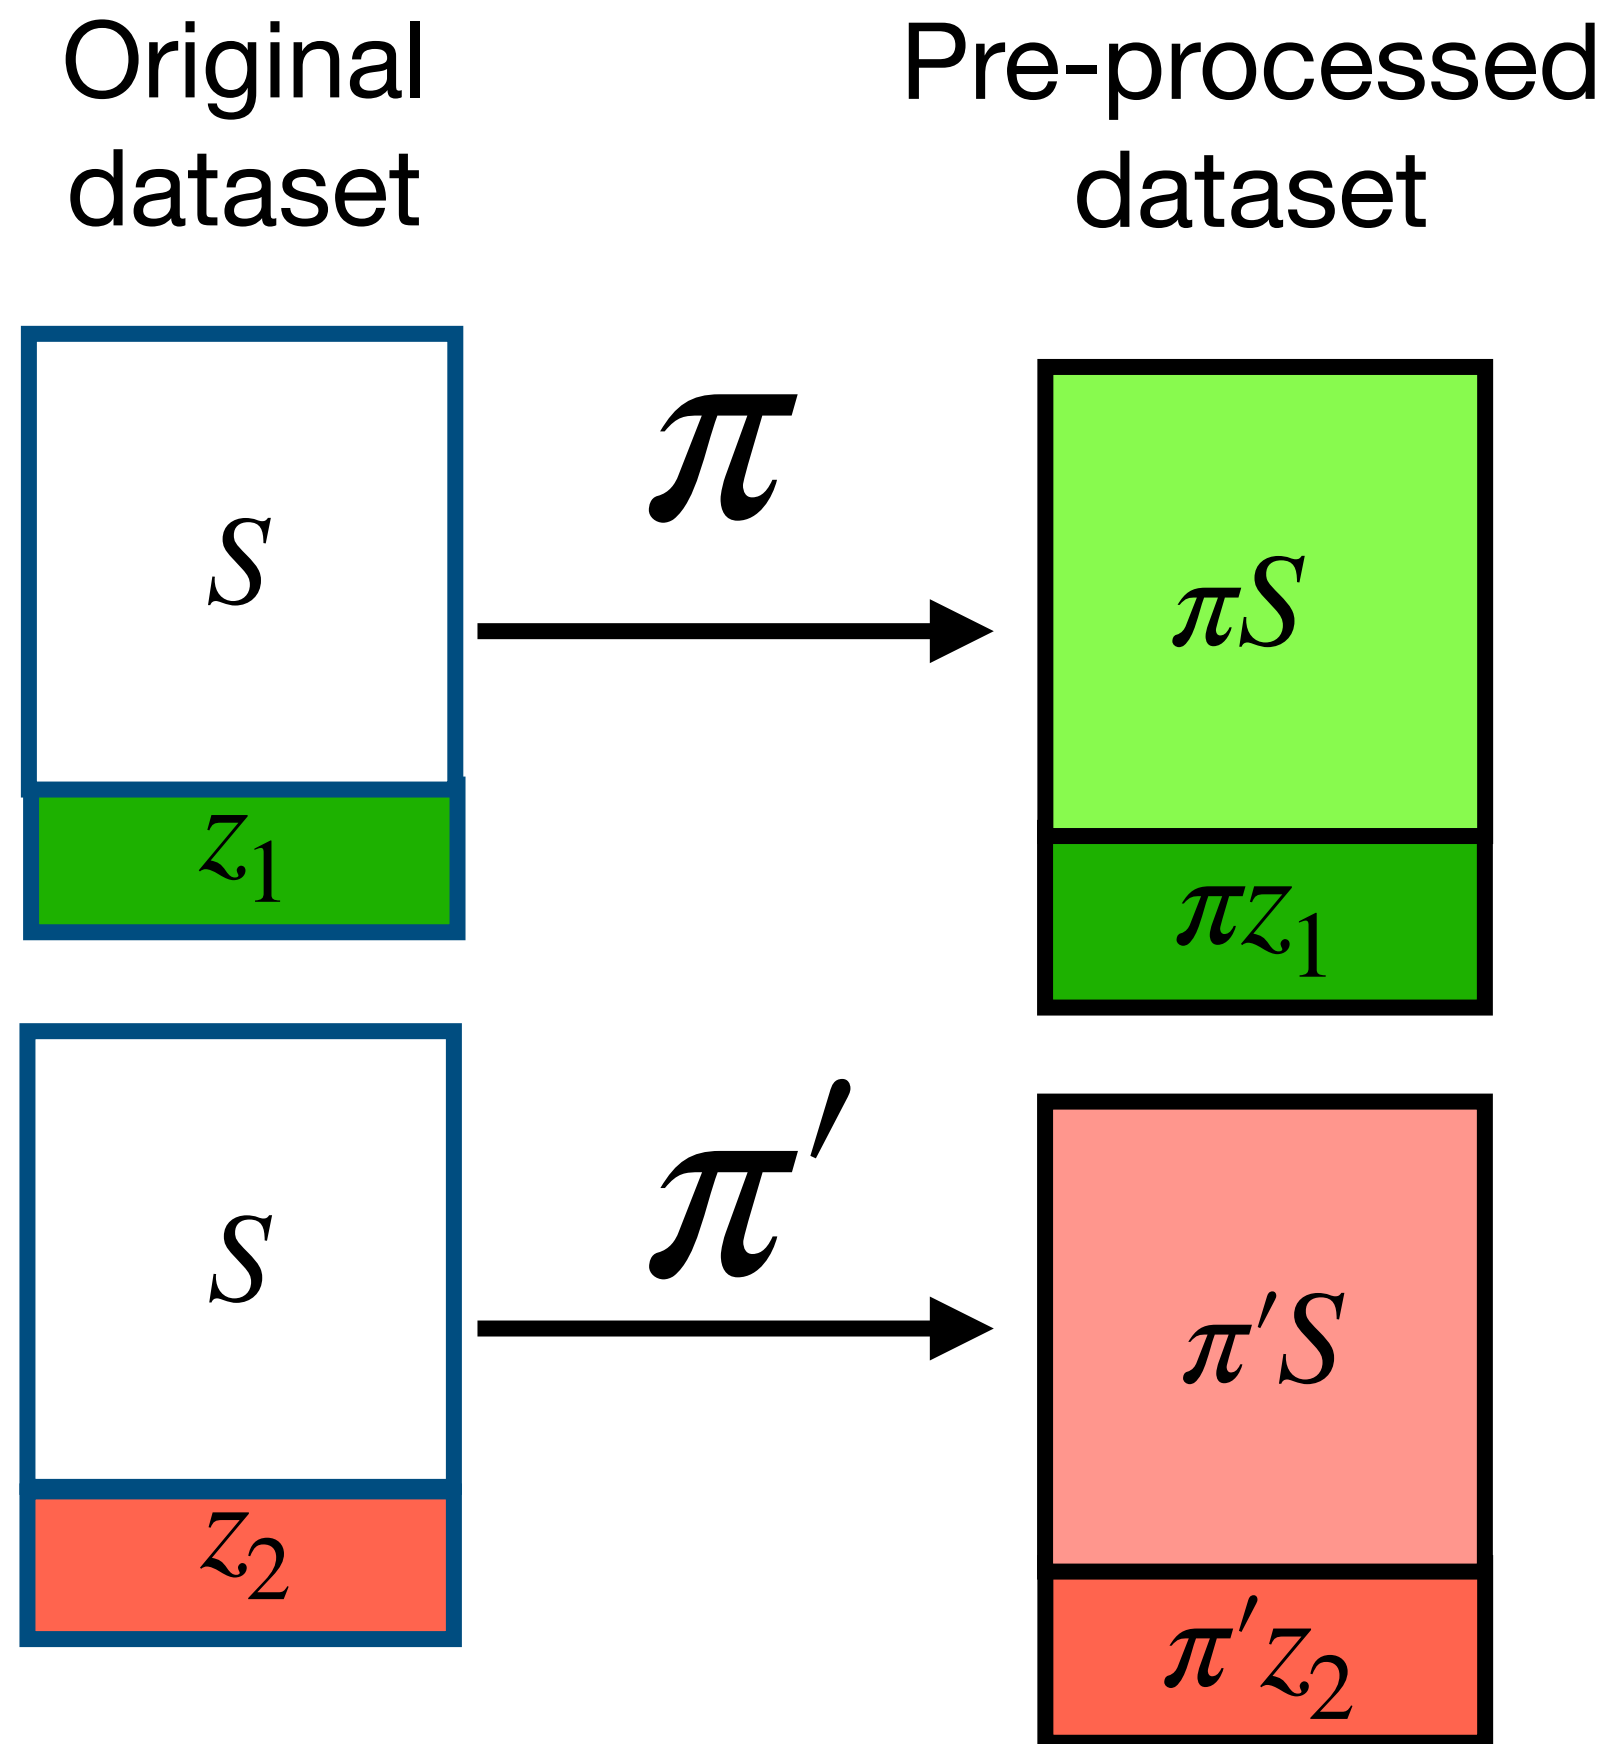 Original
dataset
Pre-processed
dataset
S
π
πS
z₁
πz₁
S
π′
π′S
z₂
π′z₂